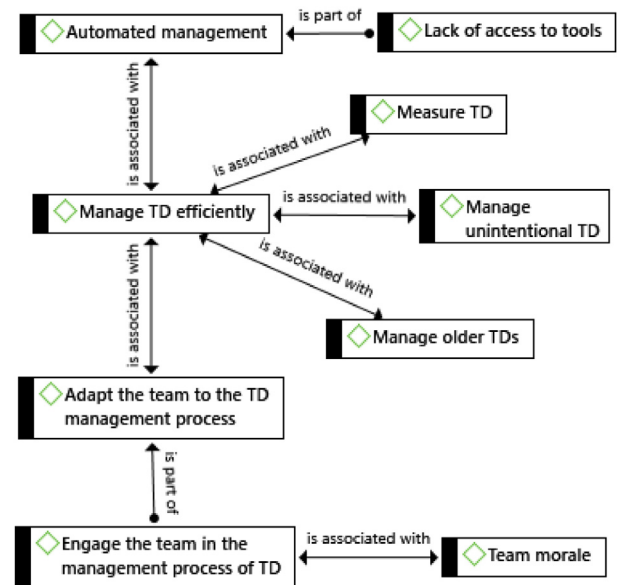 Automated management
is part of
Lack of access to tools
is associated with
Measure TD
is associated with
Manage TD efficiently
is associated with
Manage
unintentional TD
is associated with
Manage older TDs
is associated with
Adapt the team to the TD
management process
is part of
Engage the team in the
management process of TD
is associated with
Team morale